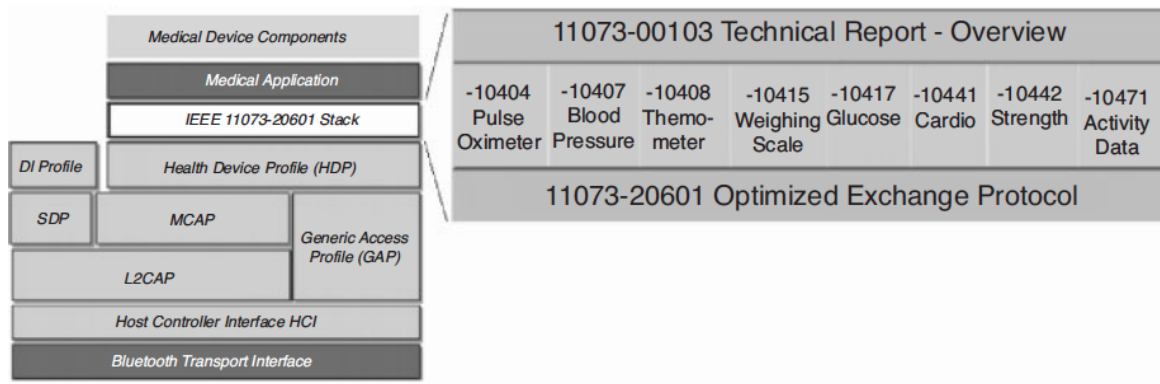 Medical Device Components
Medical Application
IEEE 11073-20601 Stack
DI Profile
Health Device Profile (HDP)
SDP
MCAP
Generic Access
Profile (GAP)
L2CAP
Host Controller Interface HCI
Bluetooth Transport Interface
11073-00103 Technical Report - Overview
-10404
Pulse
Oximeter
-10407
Blood
Pressure
-10408
Themo-
meter
-10415
Weighing
Scale
-10417
Glucose
-10441
Cardio
-10442
Strength
-10471
Activity
Data
11073-20601 Optimized Exchange Protocol